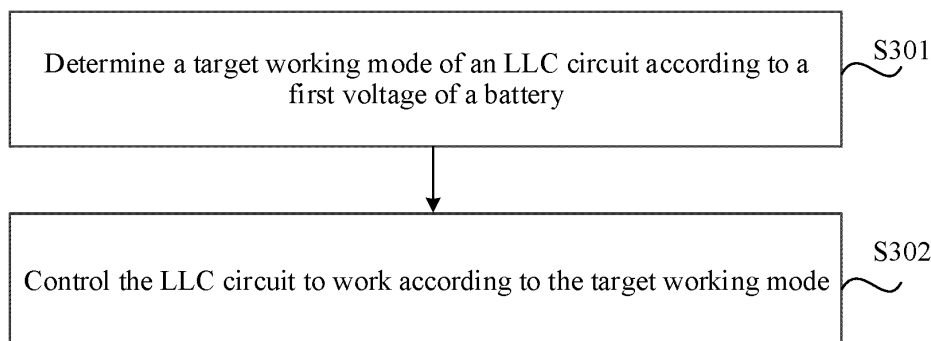 Determine a target working mode of an LLC circuit according to a
first voltage of a battery
S301
Control the LLC circuit to work according to the target working mode
S302